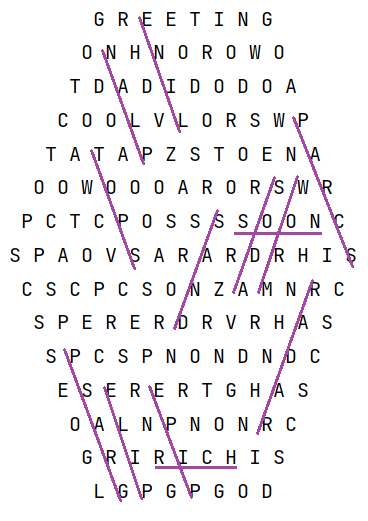 G R E E T I N G
O N H N O R O W O
T D A D I D O D O A
C O O L V L O R S W P
T A T A P Z S T O E N A
O O W O O O A R O R S W R
P C T C P O S S S S O O N C
S P A O V S A R A R D R H I S
C S C P C S O N Z A M N R C
S P E R E R D R V R H A S
S P C S P N O N D N D C
E S E R E R T G H A S
O A L N P N O N R C
G R I R I C H I S
L G P G P G O D